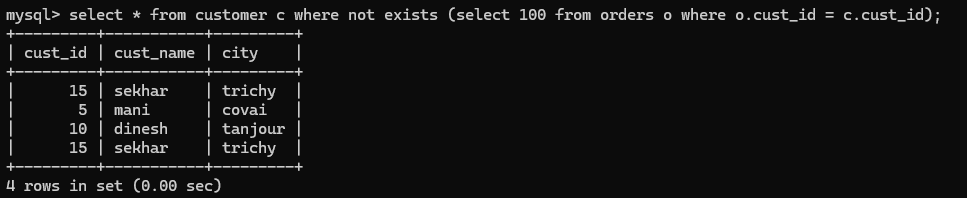 mysql> select * from customer c where not exists (select 100 from orders o where o.cust_id = c.cust_id);
+---------+-----------+---------+
| cust_id | cust_name | city    |
+---------+-----------+---------+
|      15 | sekhar    | trichy  |
|       5 | mani      | covai   |
|      10 | dinesh    | tanjour |
|      15 | sekhar    | trichy  |
+---------+-----------+---------+
4 rows in set (0.00 sec)